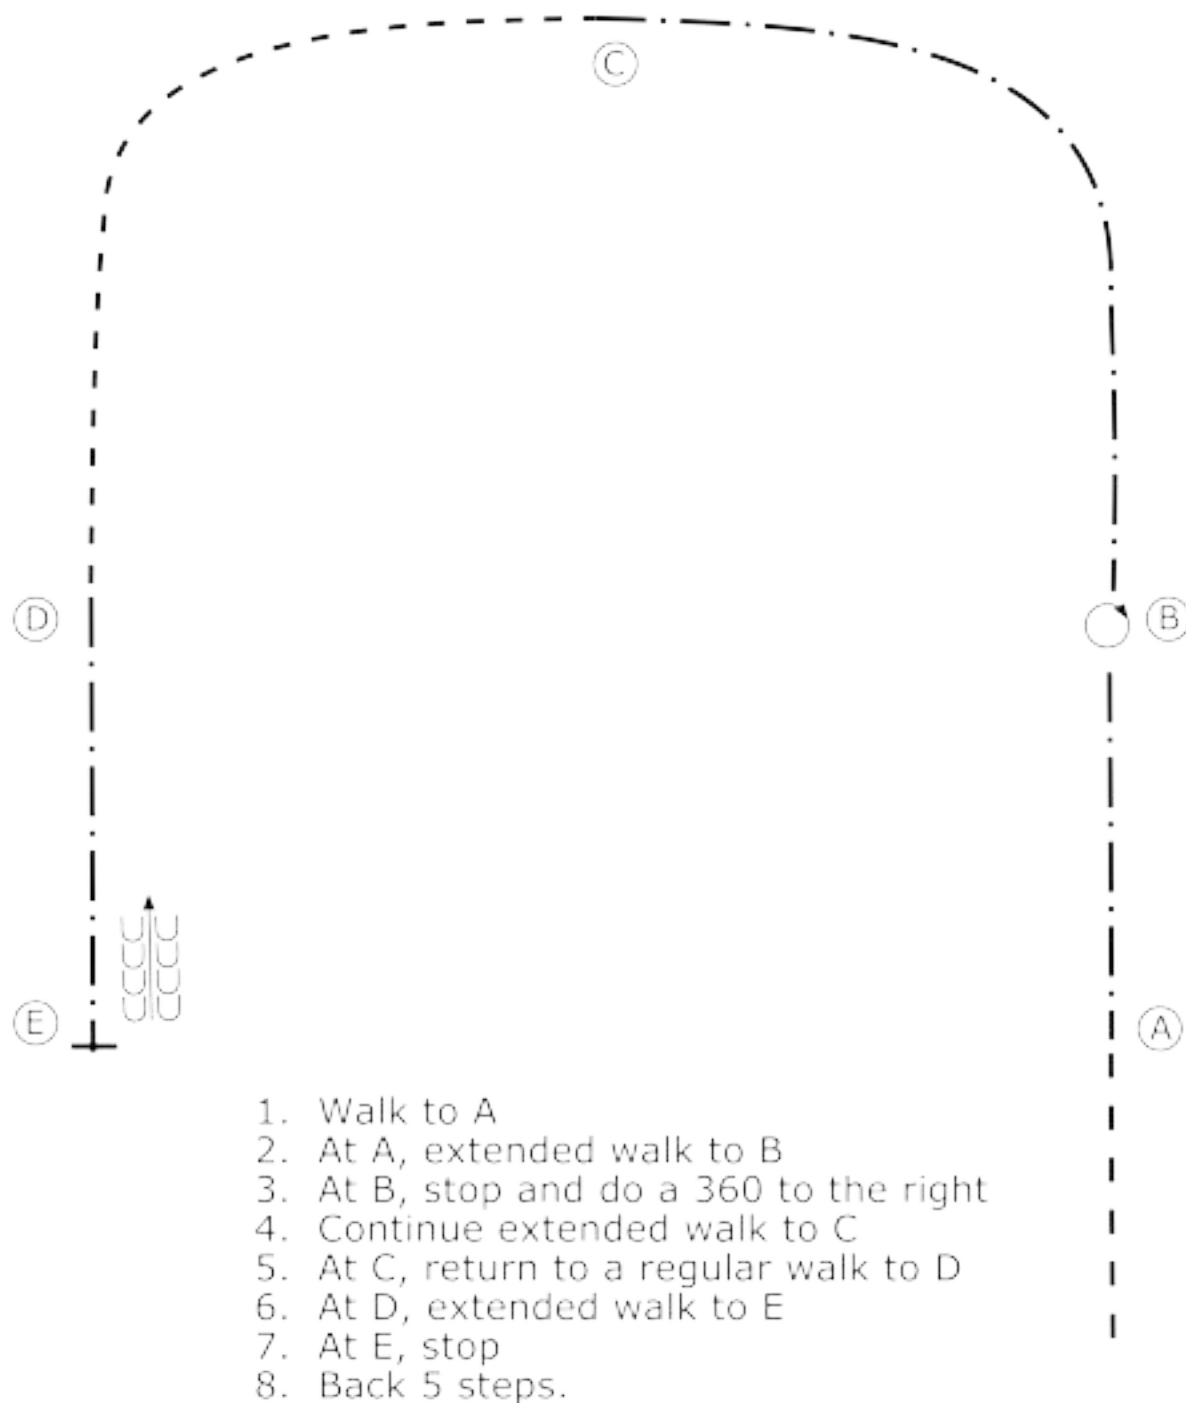 C
D
B
E
A
1. Walk to A
2. At A, extended walk to B
3. At B, stop and do a 360 to the right
4. Continue extended walk to C
5. At C, return to a regular walk to D
6. At D, extended walk to E
7. At E, stop
8. Back 5 steps.